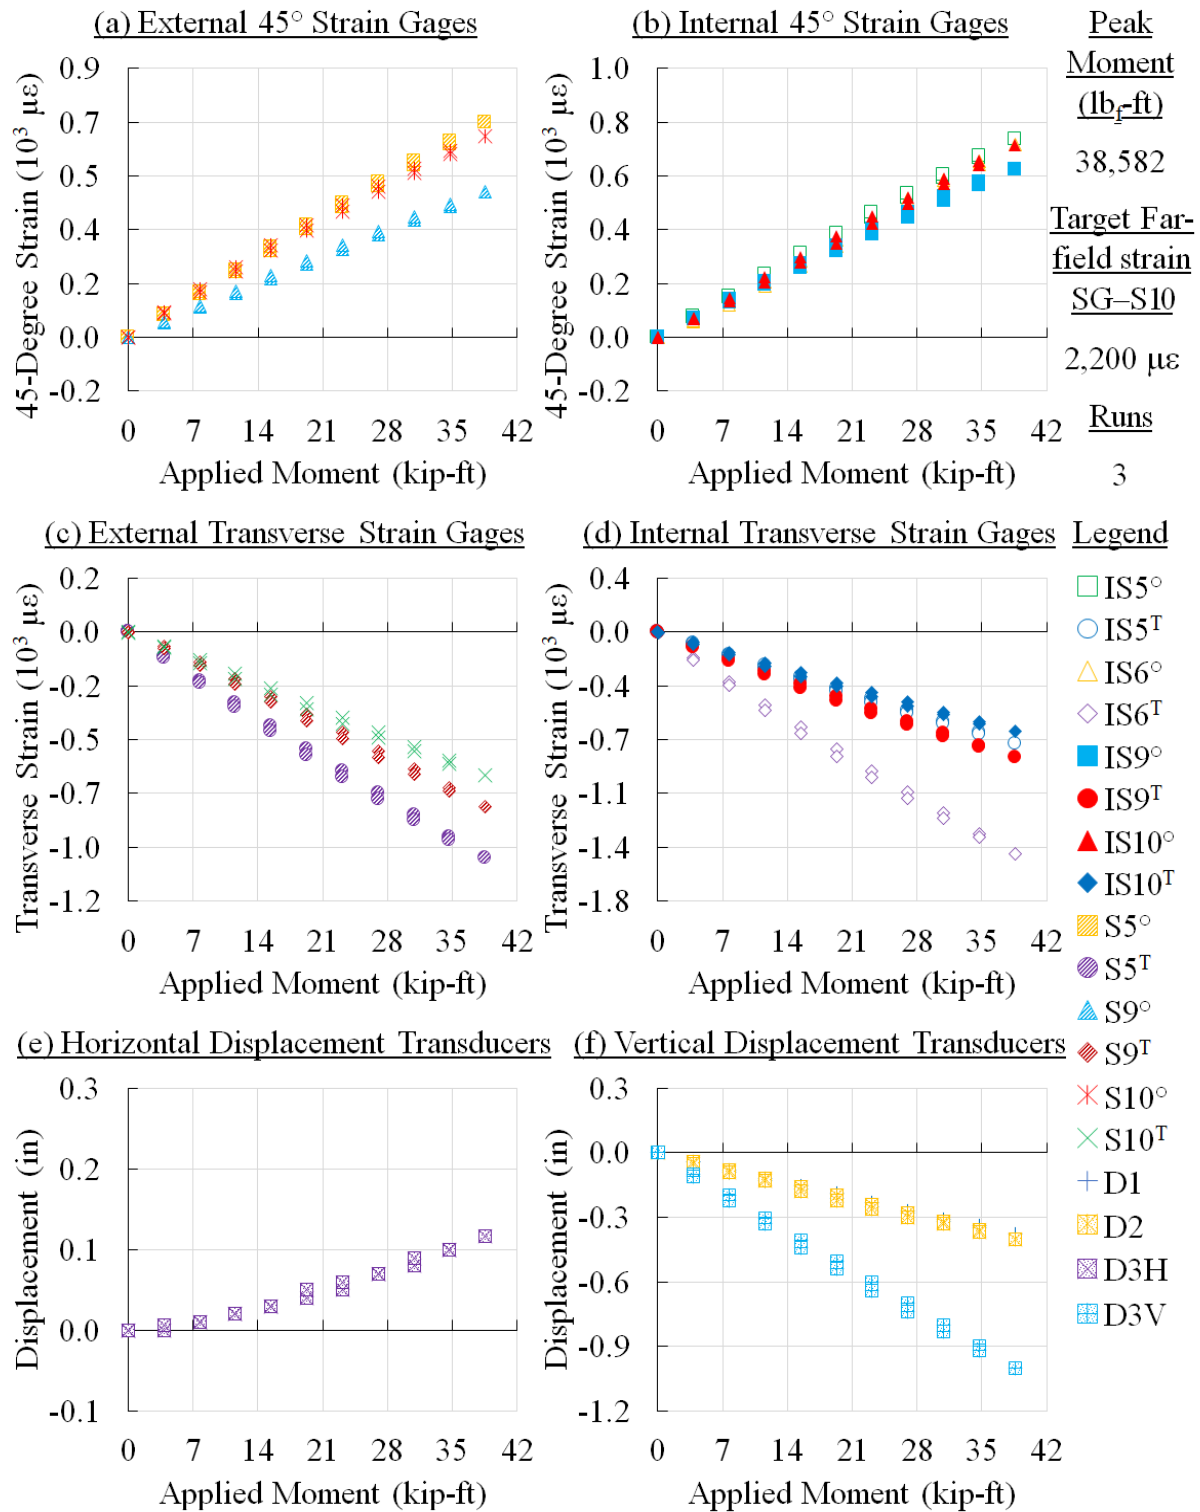 (a) External 45° Strain Gages
(b) Internal 45° Strain Gages
Peak
Moment
(lbf-ft)
38,582
Target Far-
field strain
SG–S10
2,200 µε
Runs
3
45-Degree Strain (10³ µε)
0.9
0.7
0.5
0.4
0.2
0.0
-0.2
0 7 14 21 28 35 42
Applied Moment (kip-ft)
45-Degree Strain (10³ µε)
1.0
0.8
0.6
0.4
0.2
0.0
-0.2
0 7 14 21 28 35 42
Applied Moment (kip-ft)
(c) External Transverse Strain Gages
Transverse Strain (10³ µε)
0.2
0.0
-0.2
-0.5
-0.7
-1.0
-1.2
0 7 14 21 28 35 42
Applied Moment (kip-ft)
(d) Internal Transverse Strain Gages
Transverse Strain (10³ µε)
0.4
0.0
-0.4
-0.7
-1.1
-1.4
-1.8
0 7 14 21 28 35 42
Applied Moment (kip-ft)
Legend
IS5°
IS5ᵀ
IS6°
IS6ᵀ
IS9°
IS9ᵀ
IS10°
IS10ᵀ
S5°
S5ᵀ
S9°
S9ᵀ
S10°
S10ᵀ
D1
D2
D3H
D3V
(e) Horizontal Displacement Transducers
Displacement (in)
0.3
0.2
0.1
0.0
-0.1
0 7 14 21 28 35 42
Applied Moment (kip-ft)
(f) Vertical Displacement Transducers
Displacement (in)
0.3
0.0
-0.3
-0.6
-0.9
-1.2
0 7 14 21 28 35 42
Applied Moment (kip-ft)